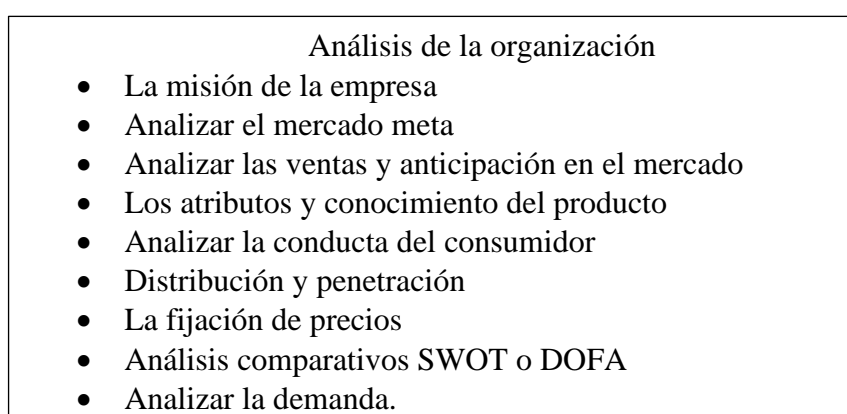 Análisis de la organización
• La misión de la empresa
• Analizar el mercado meta
• Analizar las ventas y anticipación en el mercado
• Los atributos y conocimiento del producto
• Analizar la conducta del consumidor
• Distribución y penetración
• La fijación de precios
• Análisis comparativos SWOT o DOFA
• Analizar la demanda.